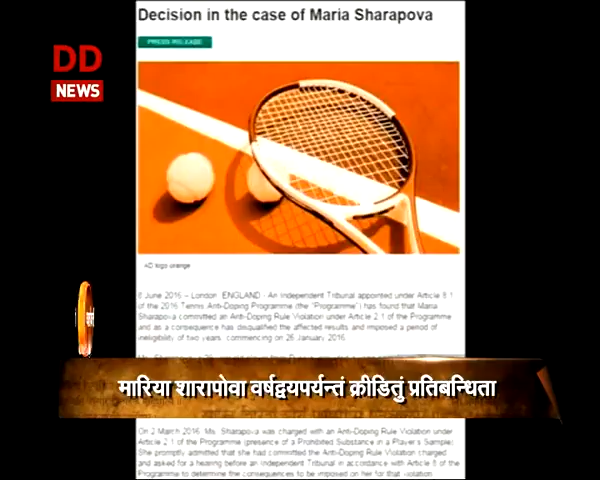 Decision in the case of Maria Sharapova
PRESS RELEASE
DD
NEWS
AD logo orange
8 June 2016 – London, ENGLAND - An Independent Tribunal appointed under Article 8.1
of the 2016 Tennis Anti-Doping Programme (the "Programme") has found that Maria
Sharapova committed an Anti-Doping Rule Violation under Article 2.1 of the Programme
and as a consequence has disqualified the affected results and imposed a period of
ineligibility of two years, commencing on 26 January 2016
वार्ता
मारिया शारापोवा वर्षद्वयपर्यन्तं क्रीडितुं प्रतिबन्धिता
On 2 March 2016, Ms. Sharapova was charged with an Anti-Doping Rule Violation under
Article 2.1 of the Programme (presence of a Prohibited Substance in a Player's Sample).
She promptly admitted that she had committed the Anti-Doping Rule Violation charged
and asked for a hearing before an Independent Tribunal in accordance with Article 8 of the
Programme to determine the consequences to be imposed on her for that violation.